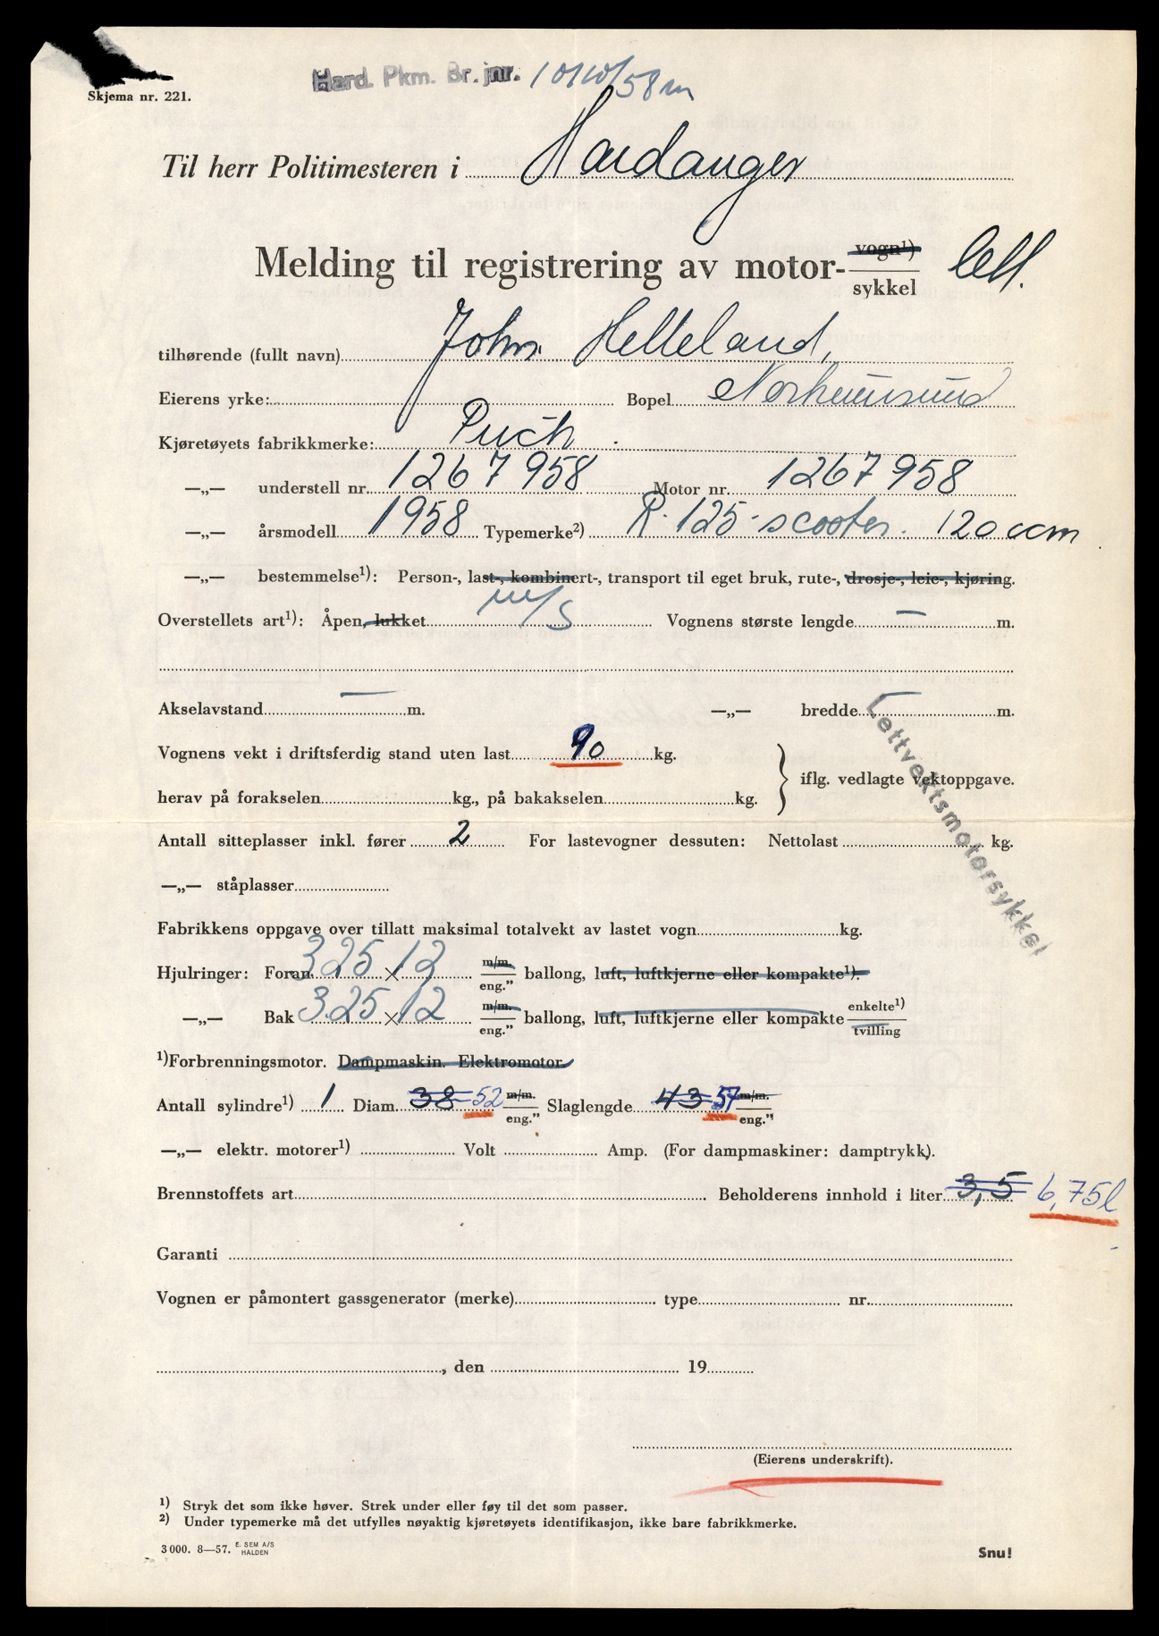 Hard. Pkm. Br. jnr.
Skjema nr. 221.
Til herr Politimesteren i Hardanger
Melding til registrering av motor- vogn¹) sykkel lett.
tilhørende (fullt navn) John Helleland,
Eierens yrke: Bopel Norheimsund
Kjøretøyets fabrikkmerke: Puch
—„— understell nr. 1267958 Motor nr. 1267958
—„— årsmodell 1958 Typemerke²) R. 125 - scooter. 120 ccm
—„— bestemmelse¹): Person-, last-, kombinert-, transport til eget bruk, rute-, drosje-, leie-, kjøring.
Overstellets art¹): Åpen, lukket m/s Vognens største lengde — m.
Akselavstand — m. —„— bredde — m.
Vognens vekt i driftsferdig stand uten last 90 kg.
} iflg. vedlagte vektoppgave.
herav på forakselen kg., på bakakselen kg.
Lettvektsmotorsykkel
Antall sitteplasser inkl. fører 2 For lastevogner dessuten: Nettolast kg.
—„— ståplasser
Fabrikkens oppgave over tillatt maksimal totalvekt av lastet vogn kg.
Hjulringer: Foran 325 × 12 m/m. eng.” ballong, luft, luftkjerne eller kompakte¹).
—„— Bak 3.25 × 12 m/m. eng.” ballong, luft, luftkjerne eller kompakte enkelte¹) tvilling
¹)Forbrenningsmotor. Dampmaskin. Elektromotor.
Antall sylindre¹) 1 Diam. 38 52 m/m. eng.” Slaglengde 43 57 m/m. eng.”
—„— elektr. motorer¹) Volt Amp. (For dampmaskiner: damptrykk).
Brennstoffets art Beholderens innhold i liter 3,5 6,75 l
Garanti
Vognen er påmontert gassgenerator (merke) type nr.
, den 19
(Eierens underskrift).
¹) Stryk det som ikke høver. Strek under eller føy til det som passer.
²) Under typemerke må det utfylles nøyaktig kjøretøyets identifikasjon, ikke bare fabrikkmerke.
3000. 8—57. E. SEM A/S HALDEN
Snu!